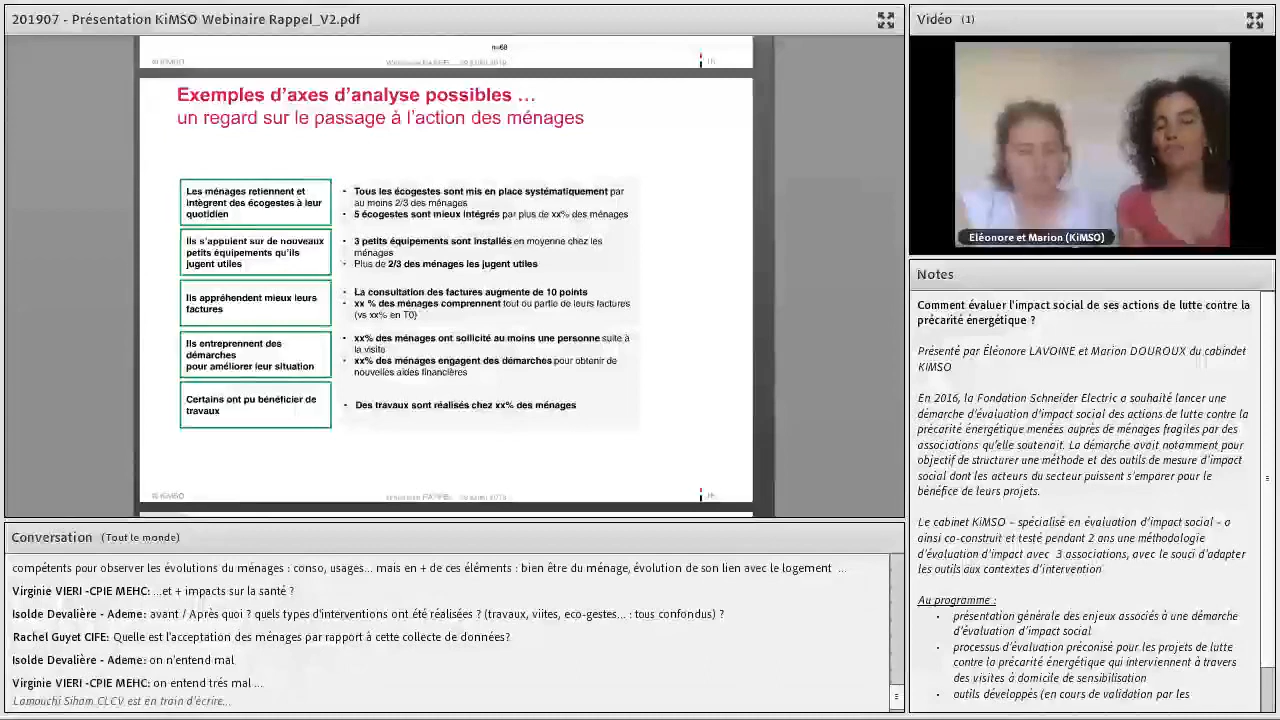 201907 - Présentation KiMSO Webinaire Rappel_V2.pdf
n=68
© KIMSO
Exemples d'axes d'analyse possibles …
un regard sur le passage à l'action des ménages
Les ménages retiennent et
intègrent des écogestes à leur
quotidien
• Tous les écogestes sont mis en place systématiquement par
au moins 2/3 des ménages
• 5 écogestes sont mieux intégrés par plus de xx% des ménages
Ils s'appuient sur de nouveaux
petits équipements qu'ils
jugent utiles
• 3 petits équipements sont installés en moyenne chez les
ménages
• Plus de 2/3 des ménages les jugent utiles
Ils appréhendent mieux leurs
factures
• La consultation des factures augmente de 10 points
• xx % des ménages comprennent tout ou partie de leurs factures
(vs xx% en T0)
Ils entreprennent des
démarches
pour améliorer leur situation
• xx% des ménages ont sollicité au moins une personne suite à
la visite
• xx% des ménages engagent des démarches pour obtenir de
nouvelles aides financières
Certains ont pu bénéficier de
travaux
• Des travaux sont réalisés chez xx% des ménages
© KiMSO
Conversation (Tout le monde)
compétents pour observer les évolutions du ménages : conso, usages... mais en + de ces éléments : bien être du ménage, évolution de son lien avec le logement ...
Virginie VIERI -CPIE MEHC: ...et + impacts sur la santé ?
Isolde Devalière - Ademe: avant / Après quoi ? quels types d'interventions ont été réalisées ? (travaux, viites, eco-gestes... : tous confondus) ?
Rachel Guyet CIFE: Quelle est l'acceptation des ménages par rapport à cette collecte de données?
Isolde Devalière - Ademe: on n'entend mal
Virginie VIERI -CPIE MEHC: on entend trés mal ...
Lamouchi Siham CLCV est en train d'écrire...
Vidéo (1)
Eléonore et Marion (KiMSO)
Notes
Comment évaluer l'impact social de ses actions de lutte contre la
précarité énergétique ?
Présenté par Eléonore LAVOINE et Marion DOUROUX du cabindet
KIMSO
En 2016, la Fondation Schneider Electric a souhaité lancer une
démarche d'évaluation d'impact social des actions de lutte contre la
précarité énergétique menées auprès de ménages fragiles par des
associations qu'elle soutenait. La démarche avait notamment pour
objectif de structurer une méthode et des outils de mesure d'impact
social dont les acteurs du secteur puissent s'emparer pour le
bénéfice de leurs projets.
Le cabinet KiMSO – spécialisé en évaluation d'impact social – a
ainsi co-construit et testé pendant 2 ans une méthodologie
d'évaluation d'impact avec 3 associations, avec le souci d'adapter
les outils aux contextes d'intervention
Au programme :
• présentation générale des enjeux associés à une démarche
d'évaluation d'impact social
• processus d'évaluation préconisé pour les projets de lutte
contre la précarité énergétique qui interviennent à travers
des visites à domicile de sensibilisation
• outils développés (en cours de validation par les